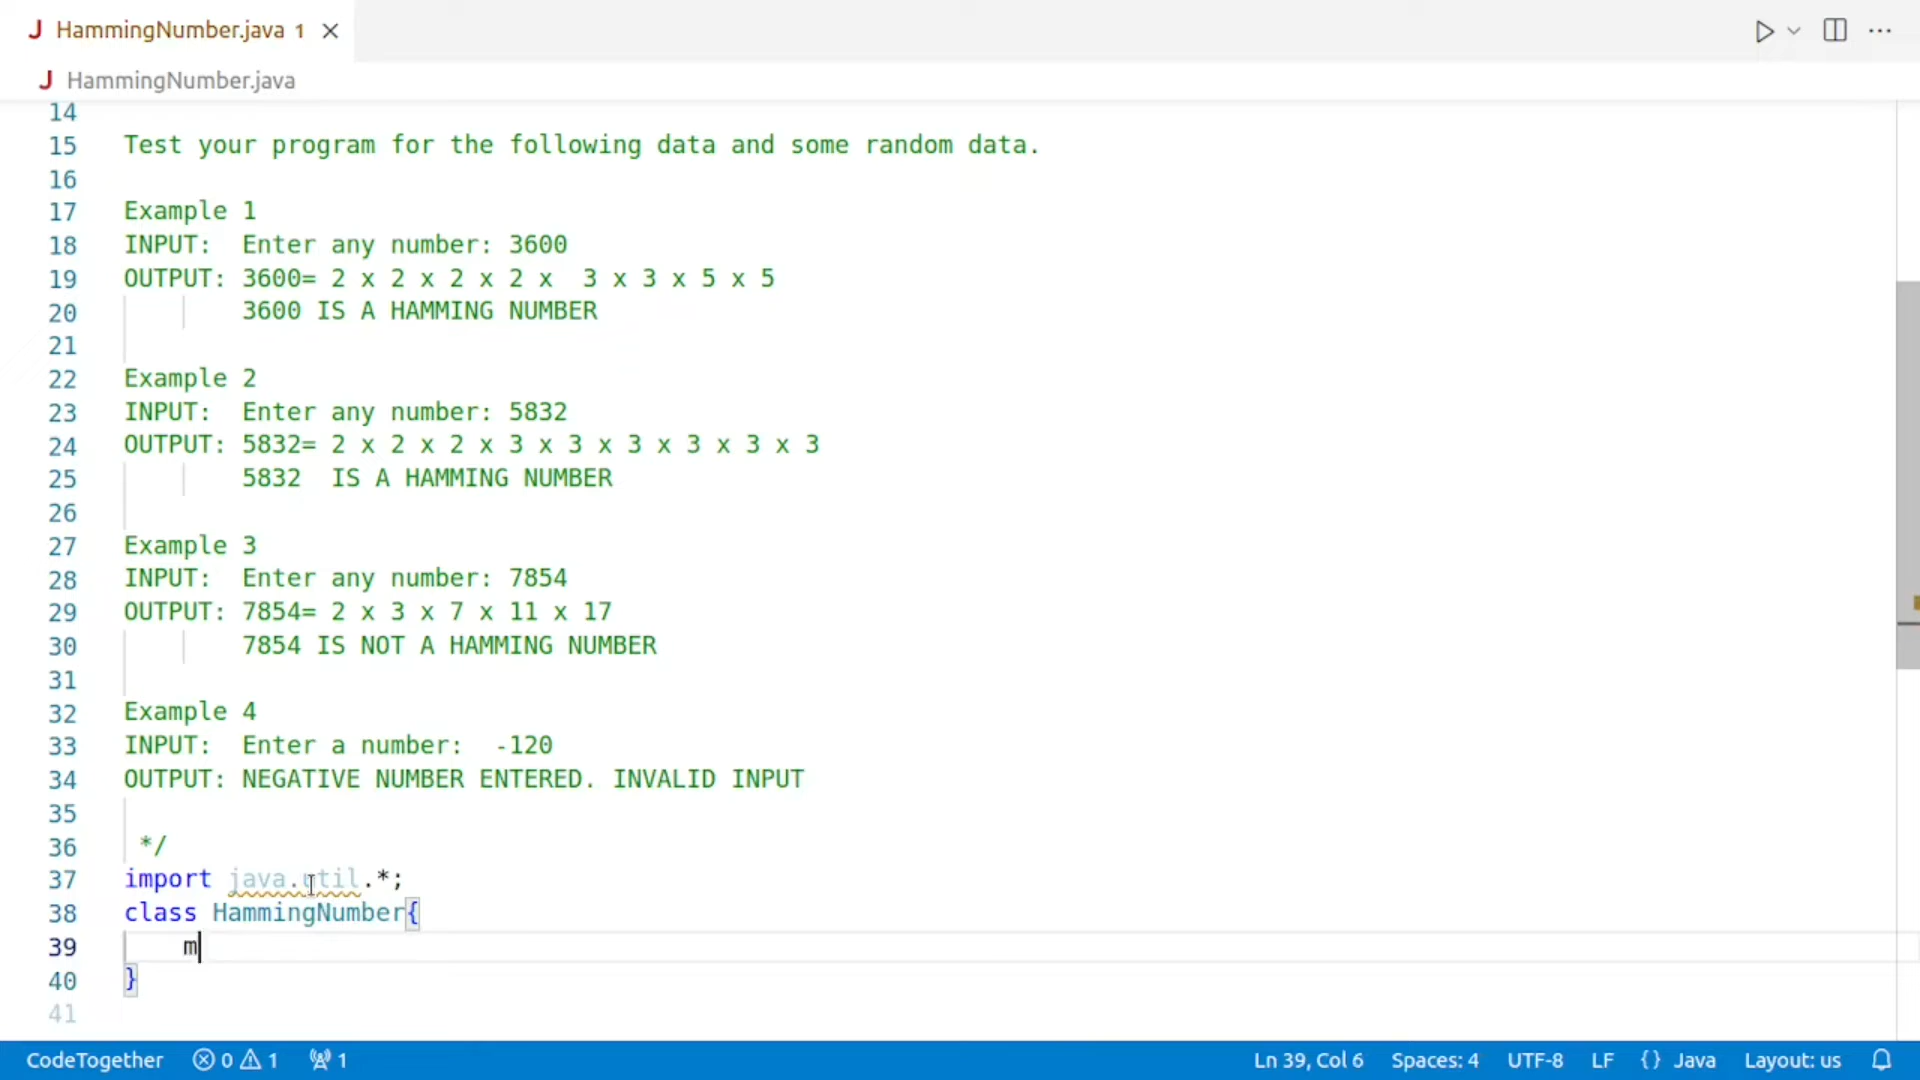 J HammingNumber.java 1
J HammingNumber.java
14
15 Test your program for the following data and some random data.
16
17 Example 1
18 INPUT:  Enter any number: 3600
19 OUTPUT: 3600= 2 x 2 x 2 x 2 x  3 x 3 x 5 x 5
20         3600 IS A HAMMING NUMBER
21
22 Example 2
23 INPUT:  Enter any number: 5832
24 OUTPUT: 5832= 2 x 2 x 2 x 3 x 3 x 3 x 3 x 3 x 3
25         5832  IS A HAMMING NUMBER
26
27 Example 3
28 INPUT:  Enter any number: 7854
29 OUTPUT: 7854= 2 x 3 x 7 x 11 x 17
30         7854 IS NOT A HAMMING NUMBER
31
32 Example 4
33 INPUT:  Enter a number:  -120
34 OUTPUT: NEGATIVE NUMBER ENTERED. INVALID INPUT
35
36  */
37 import java.util.*;
38 class HammingNumber{
39     m
40 }
41
CodeTogether 0 1 1 Ln 39, Col 6 Spaces: 4 UTF-8 LF {} Java Layout: us